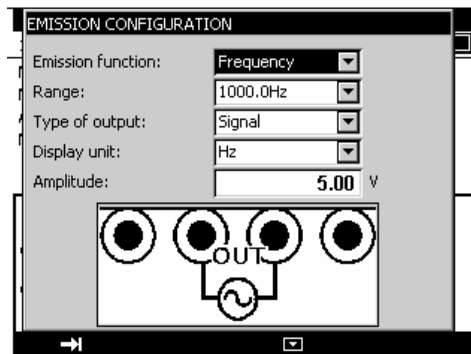 EMISSION CONFIGURATION
Emission function: Frequency
Range: 1000.0Hz
Type of output: Signal
Display unit: Hz
Amplitude: 5.00 V
OUT